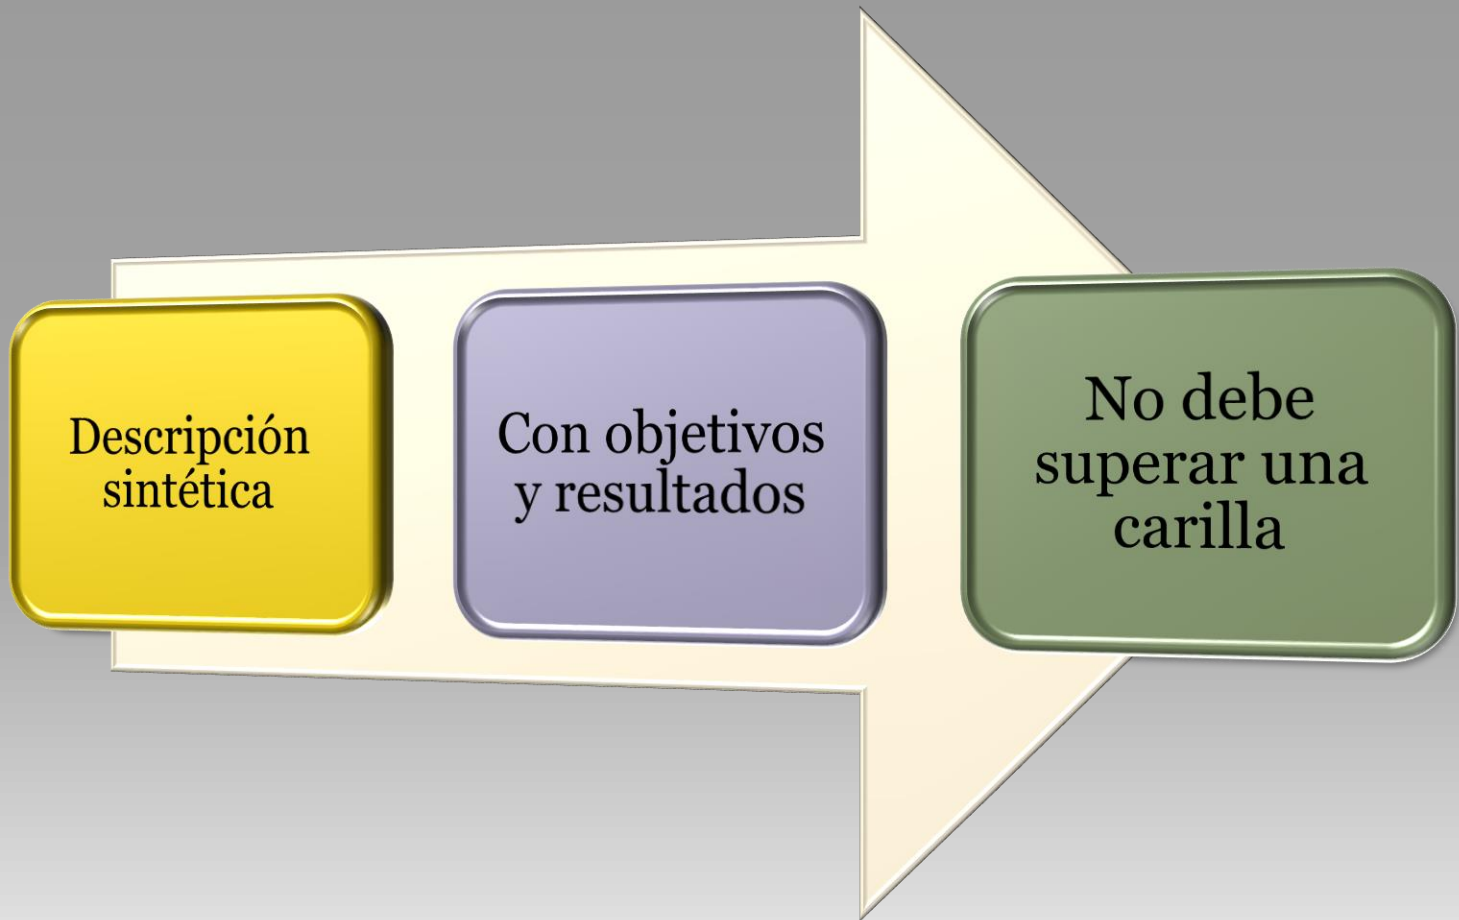 Descripción
sintética
Con objetivos
y resultados
No debe
superar una
carilla